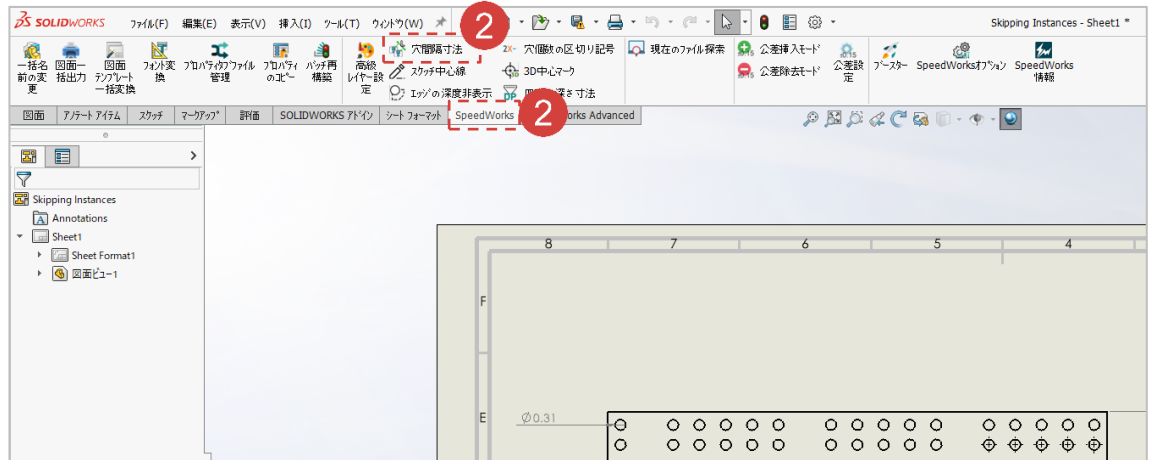 SOLIDWORKS ファイル(F) 編集(E) 表示(V) 挿入(I) ツール(T) ウィンドウ(W) 2 Skipping Instances - Sheet1 *
一括名前の変更
図面一括出力
図面テンプレート一括変換
フォント変換
プロパティタブファイル管理
プロパティのコピー
バッチ再構築
高級レイヤー設定
穴間隔寸法
スケッチ中心線
エッジの深度非表示
2X- 穴個数の区切り記号
3D中心マーク
深さ寸法
現在のファイル探索
公差挿入モード
公差除去モード
公差設定
ブースター
SpeedWorksオプション
SpeedWorks情報
図面 アノテート アイテム スケッチ マークアップ 評価 SOLIDWORKS アドイン シート フォーマット SpeedWorks 2 orks Advanced
Skipping Instances
Annotations
Sheet1
Sheet Format1
図面ビュー1
8 7 6 5 4
F
E
Ø0.31